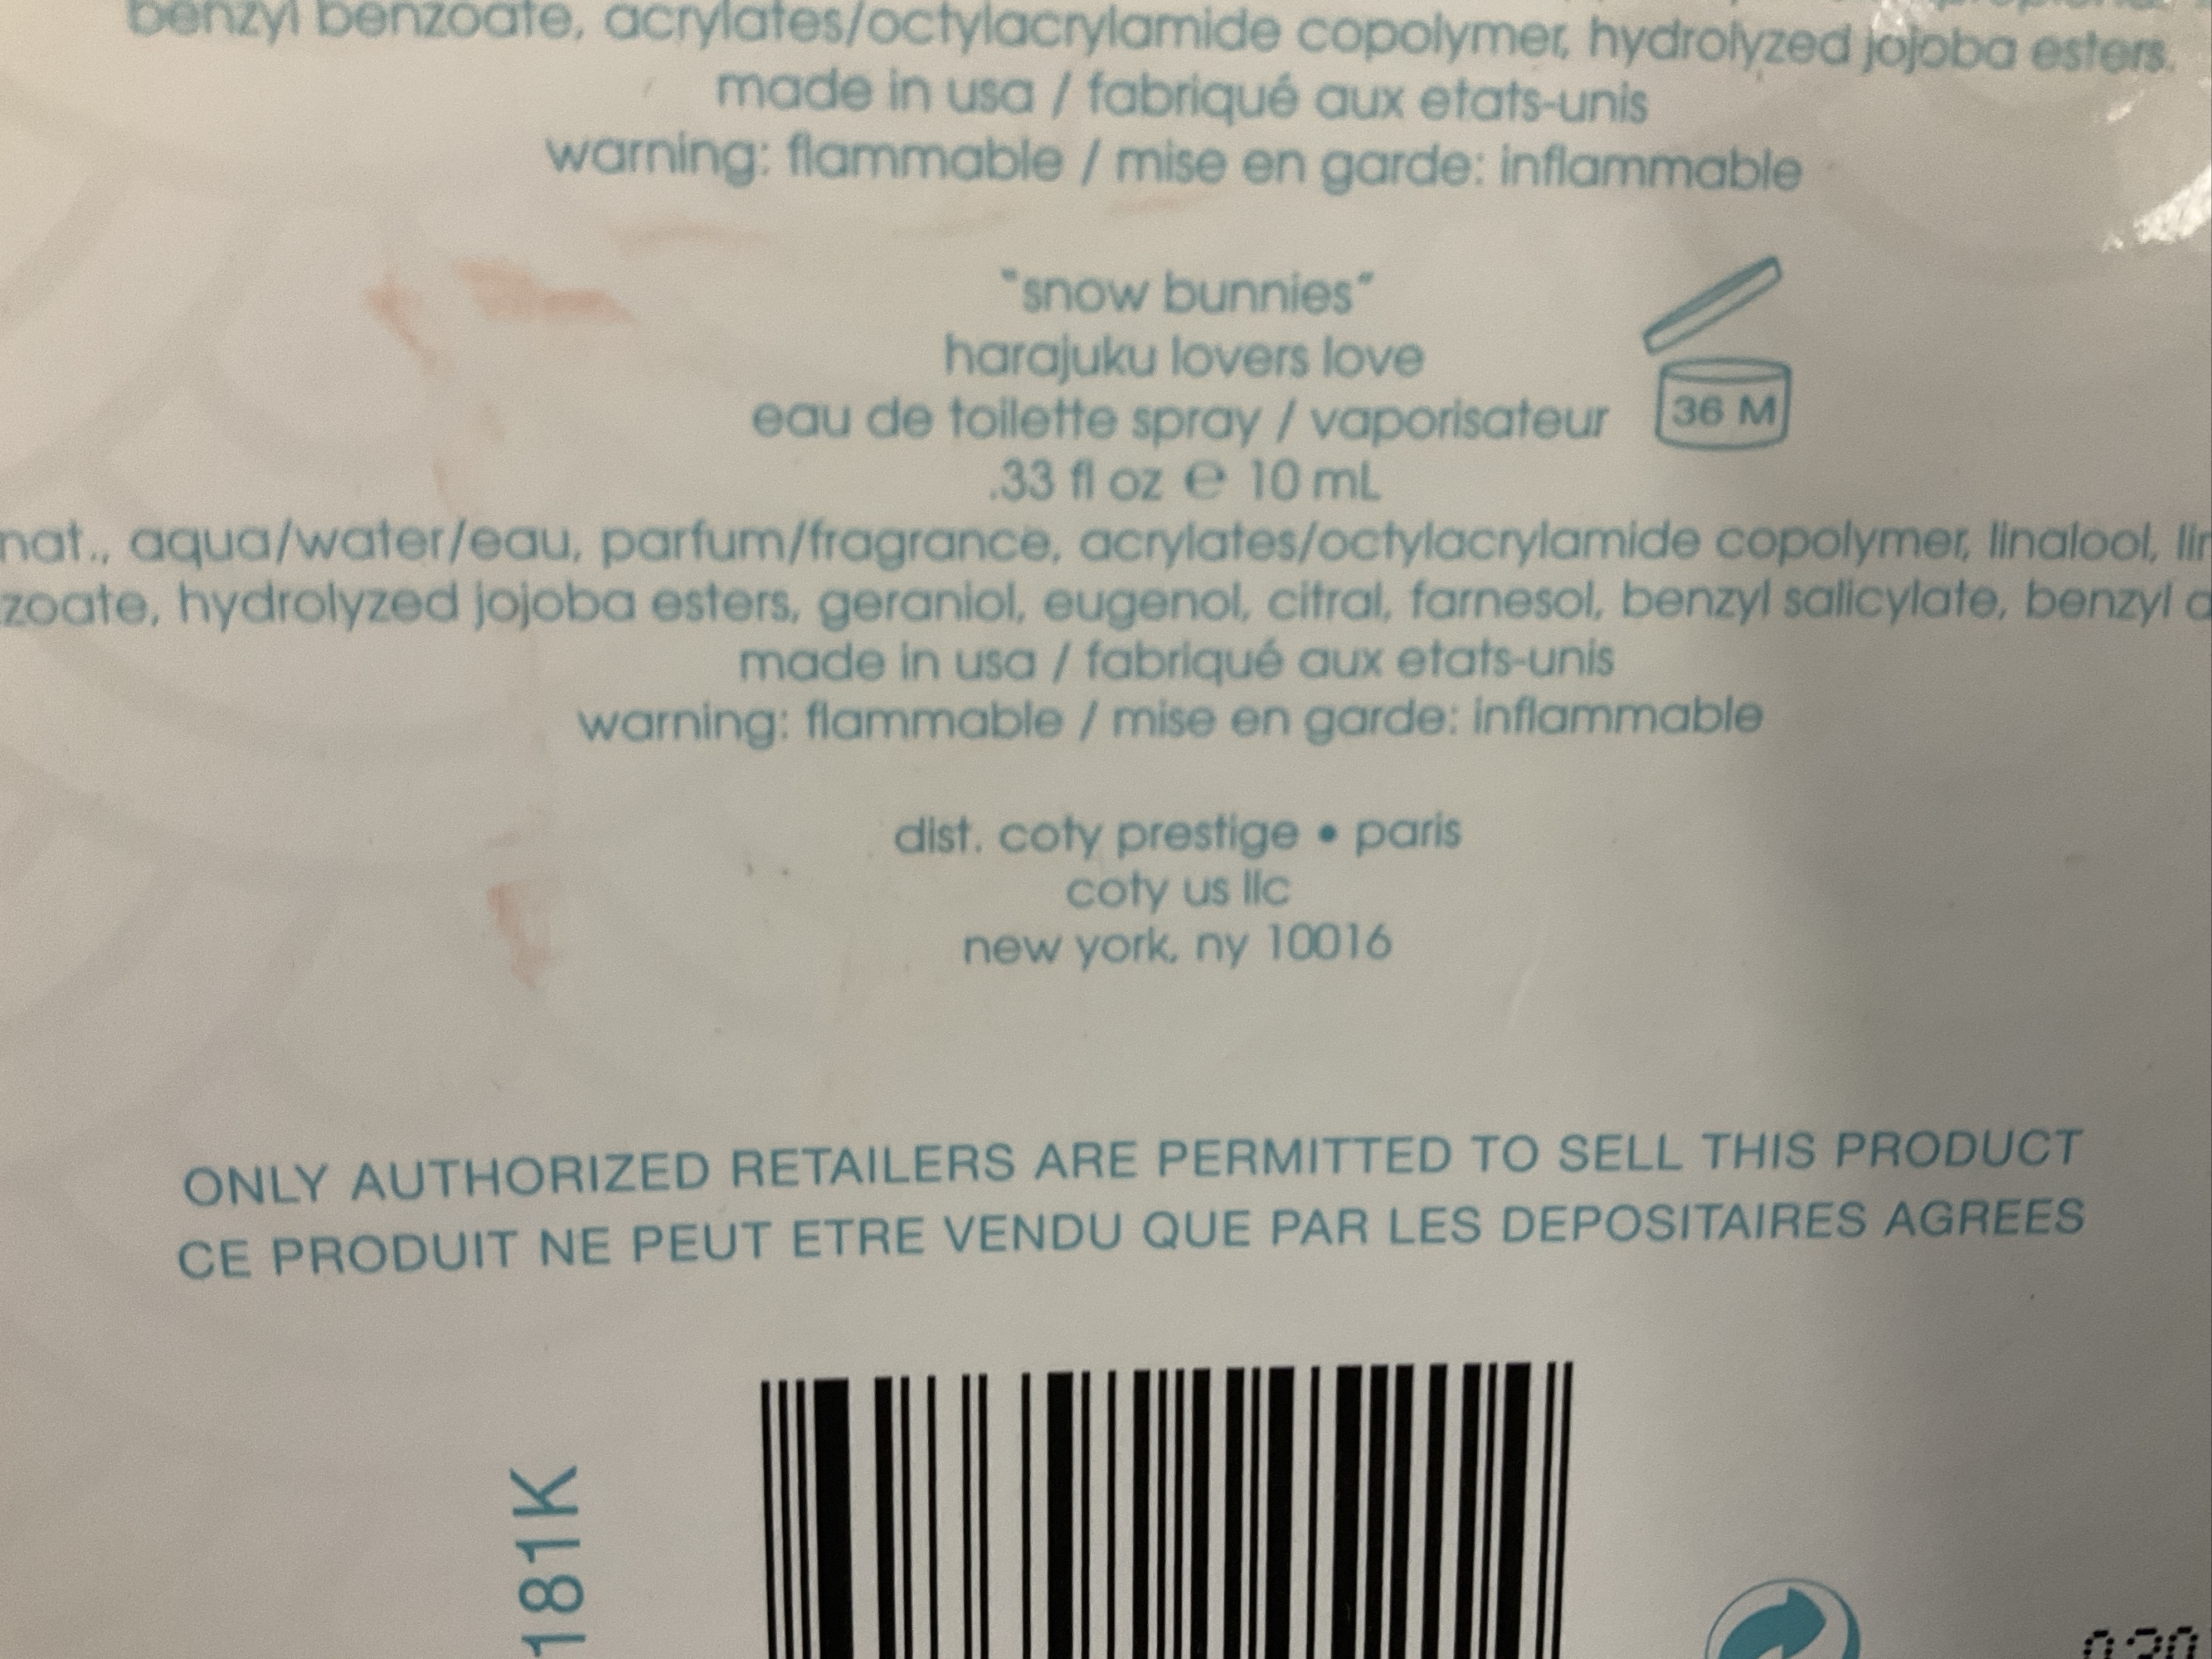 benzyl benzoate, acrylates/octylacrylamide copolymer, hydrolyzed jojoba esters.
made in usa / fabriqué aux etats-unis
warning: flammable / mise en garde: inflammable
"snow bunnies"
harajuku lovers love
eau de toilette spray / vaporisateur
36 M
.33 fl oz e 10 mL
nat., aqua/water/eau, parfum/fragrance, acrylates/octylacrylamide copolymer, linalool,
zoate, hydrolyzed jojoba esters, geraniol, eugenol, citral, farnesol, benzyl salicylate, benzyl
made in usa / fabriqué aux etats-unis
warning: flammable / mise en garde: inflammable
dist. coty prestige • paris
coty us llc
new york, ny 10016
ONLY AUTHORIZED RETAILERS ARE PERMITTED TO SELL THIS PRODUCT
CE PRODUIT NE PEUT ETRE VENDU QUE PAR LES DEPOSITAIRES AGREES
181K